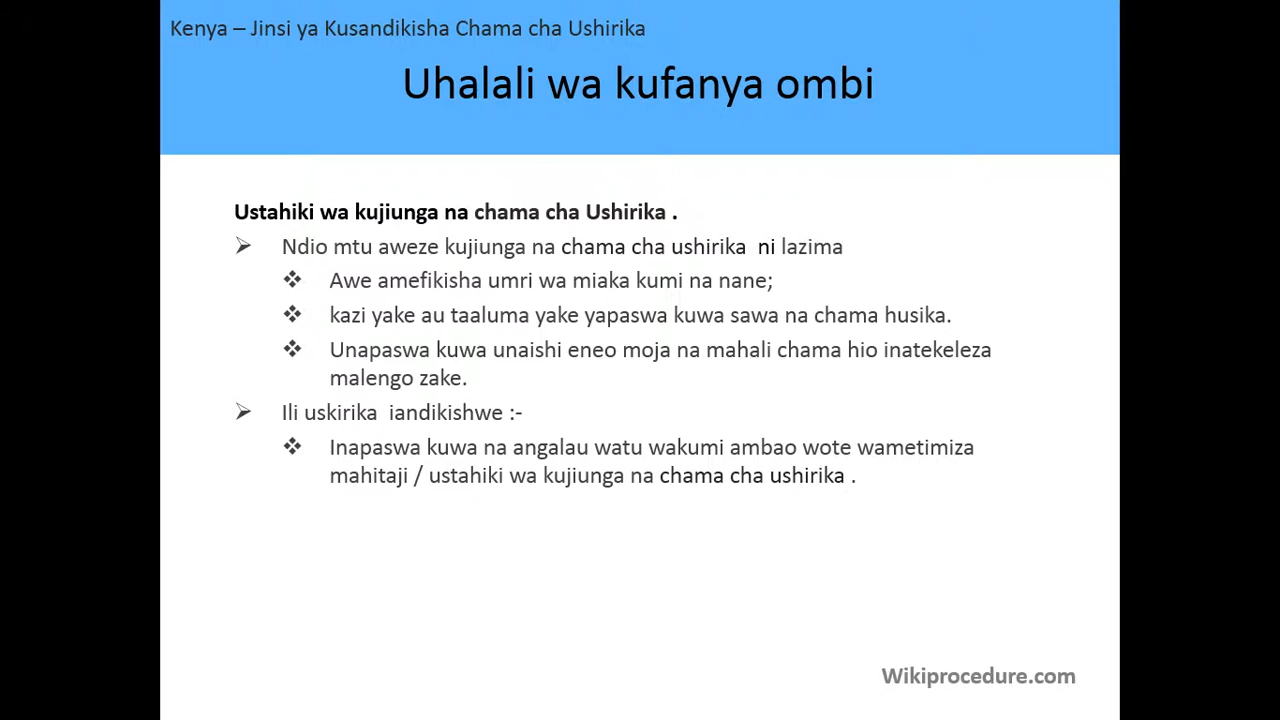 Kenya – Jinsi ya Kusandikisha Chama cha Ushirika
Uhalali wa kufanya ombi
Ustahiki wa kujiunga na chama cha Ushirika .
Ndio mtu aweze kujiunga na chama cha ushirika ni lazima
Awe amefikisha umri wa miaka kumi na nane;
kazi yake au taaluma yake yapaswa kuwa sawa na chama husika.
Unapaswa kuwa unaishi eneo moja na mahali chama hio inatekeleza
malengo zake.
Ili uskirika iandikishwe :-
Inapaswa kuwa na angalau watu wakumi ambao wote wametimiza
mahitaji / ustahiki wa kujiunga na chama cha ushirika .
Wikiprocedure.com